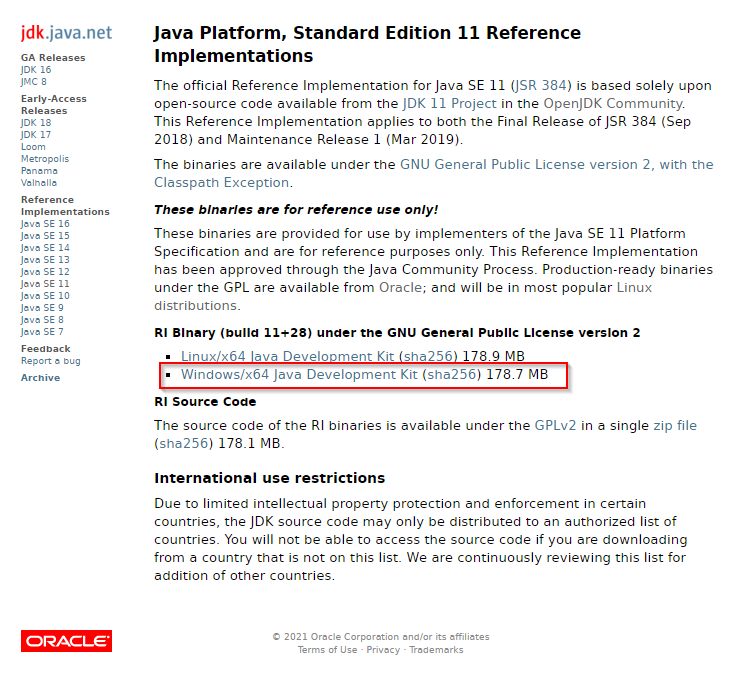 jdk.java.net
GA Releases
JDK 16
JMC 8
Early-Access
Releases
JDK 18
JDK 17
Loom
Metropolis
Panama
Valhalla
Reference
Implementations
Java SE 16
Java SE 15
Java SE 14
Java SE 13
Java SE 12
Java SE 11
Java SE 10
Java SE 9
Java SE 8
Java SE 7
Feedback
Report a bug
Archive
Java Platform, Standard Edition 11 Reference
Implementations
The official Reference Implementation for Java SE 11 (JSR 384) is based solely upon
open-source code available from the JDK 11 Project in the OpenJDK Community.
This Reference Implementation applies to both the Final Release of JSR 384 (Sep
2018) and Maintenance Release 1 (Mar 2019).
The binaries are available under the GNU General Public License version 2, with the
Classpath Exception.
These binaries are for reference use only!
These binaries are provided for use by implementers of the Java SE 11 Platform
Specification and are for reference purposes only. This Reference Implementation
has been approved through the Java Community Process. Production-ready binaries
under the GPL are available from Oracle; and will be in most popular Linux
distributions.
RI Binary (build 11+28) under the GNU General Public License version 2
Linux/x64 Java Development Kit (sha256) 178.9 MB
Windows/x64 Java Development Kit (sha256) 178.7 MB
RI Source Code
The source code of the RI binaries is available under the GPLv2 in a single zip file
(sha256) 178.1 MB.
International use restrictions
Due to limited intellectual property protection and enforcement in certain
countries, the JDK source code may only be distributed to an authorized list of
countries. You will not be able to access the source code if you are downloading
from a country that is not on this list. We are continuously reviewing this list for
addition of other countries.
ORACLE
© 2021 Oracle Corporation and/or its affiliates
Terms of Use · Privacy · Trademarks